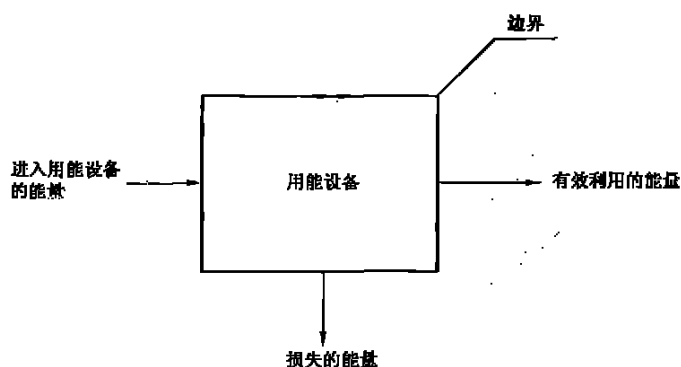 边界
进入用能设备
的能量
用能设备
有效利用的能量
损失的能量